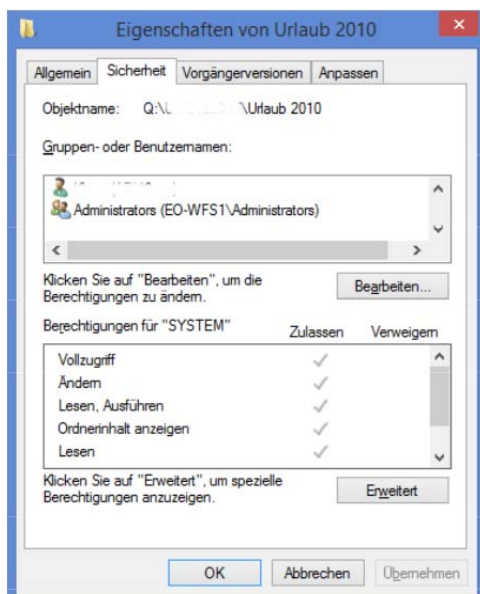 Eigenschaften von Urlaub 2010
Allgemein Sicherheit Vorgängerversionen Anpassen
Objektname: Q:\ \Urlaub 2010
Gruppen- oder Benutzernamen:
Administrators (EO-WFS1\Administrators)
Klicken Sie auf "Bearbeiten", um die
Berechtigungen zu ändern.
Bearbeiten...
Berechtigungen für "SYSTEM" Zulassen Verweigern
Vollzugriff
Ändern
Lesen, Ausführen
Ordnerinhalt anzeigen
Lesen
Klicken Sie auf "Erweitert", um spezielle
Berechtigungen anzuzeigen.
Erweitert
OK Abbrechen Übernehmen